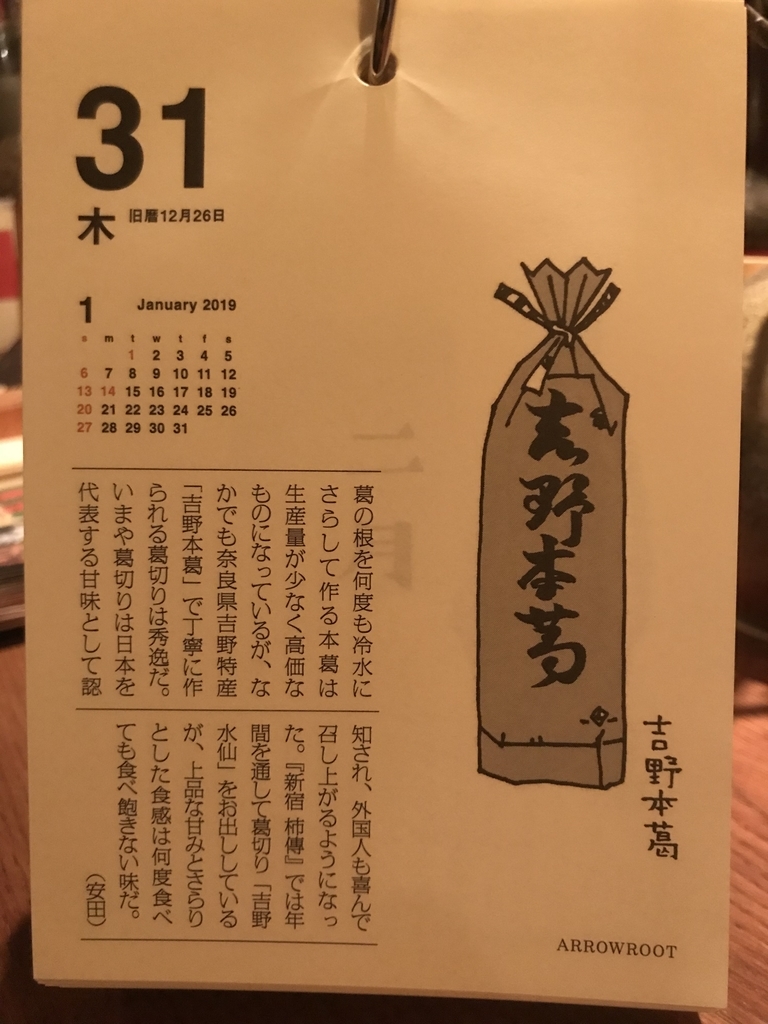 31
木 旧暦12月26日
1 January 2019
s m t w t f s
1 2 3 4 5
6 7 8 9 10 11 12
13 14 15 16 17 18 19
20 21 22 23 24 25 26
27 28 29 30 31
葛の根を何度も冷水に
さらして作る本葛は
生産量が少なく高価な
ものになっているが、な
かでも奈良県吉野特産
「吉野本葛」で丁寧に作
られる葛切りは秀逸だ。
いまや葛切りは日本を
代表する甘味として認
知され、外国人も喜んで
召し上がるようになっ
た。『新宿 柿傳』では年
間を通して葛切り「吉野
水仙」をお出ししている
が、上品な甘みとさらり
とした食感は何度食べ
ても食べ飽きない味だ。
（安田）
吉野本葛
吉野本葛
ARROWROOT
二月